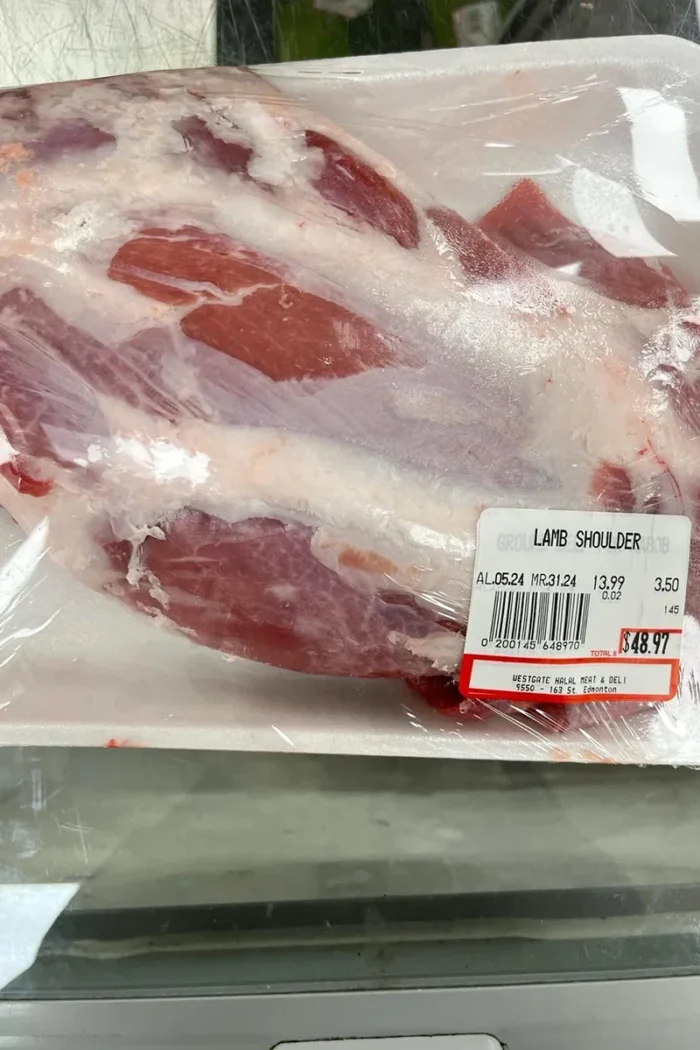 LAMB SHOULDER
AL.05.24 MR.31.24 13.99 3.50
0.02
145
0 200145 648970
TOTAL $ $48.97
WESTGATE HALAL MEAT & DELI
9550 - 163 St. Edmonton